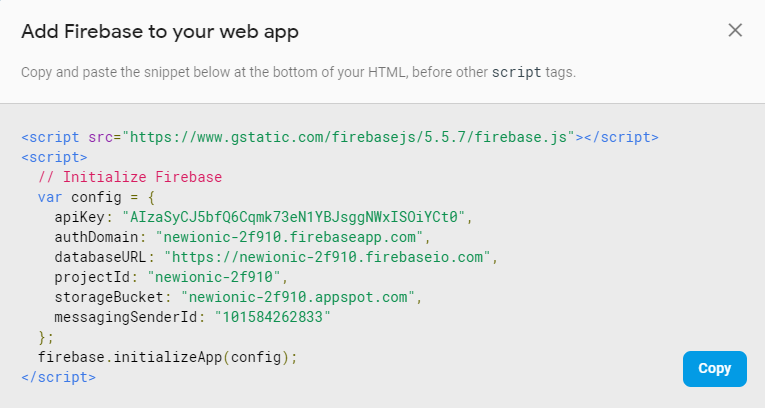 Add Firebase to your web app
Copy and paste the snippet below at the bottom of your HTML, before other script tags.
<script src="https://www.gstatic.com/firebasejs/5.5.7/firebase.js"></script>
<script>
  // Initialize Firebase
  var config = {
    apiKey: "AIzaSyCJ5bfQ6Cqmk73eN1YBJsggNWxISOiYCt0",
    authDomain: "newionic-2f910.firebaseapp.com",
    databaseURL: "https://newionic-2f910.firebaseio.com",
    projectId: "newionic-2f910",
    storageBucket: "newionic-2f910.appspot.com",
    messagingSenderId: "101584262833"
  };
  firebase.initializeApp(config);
</script>
Copy